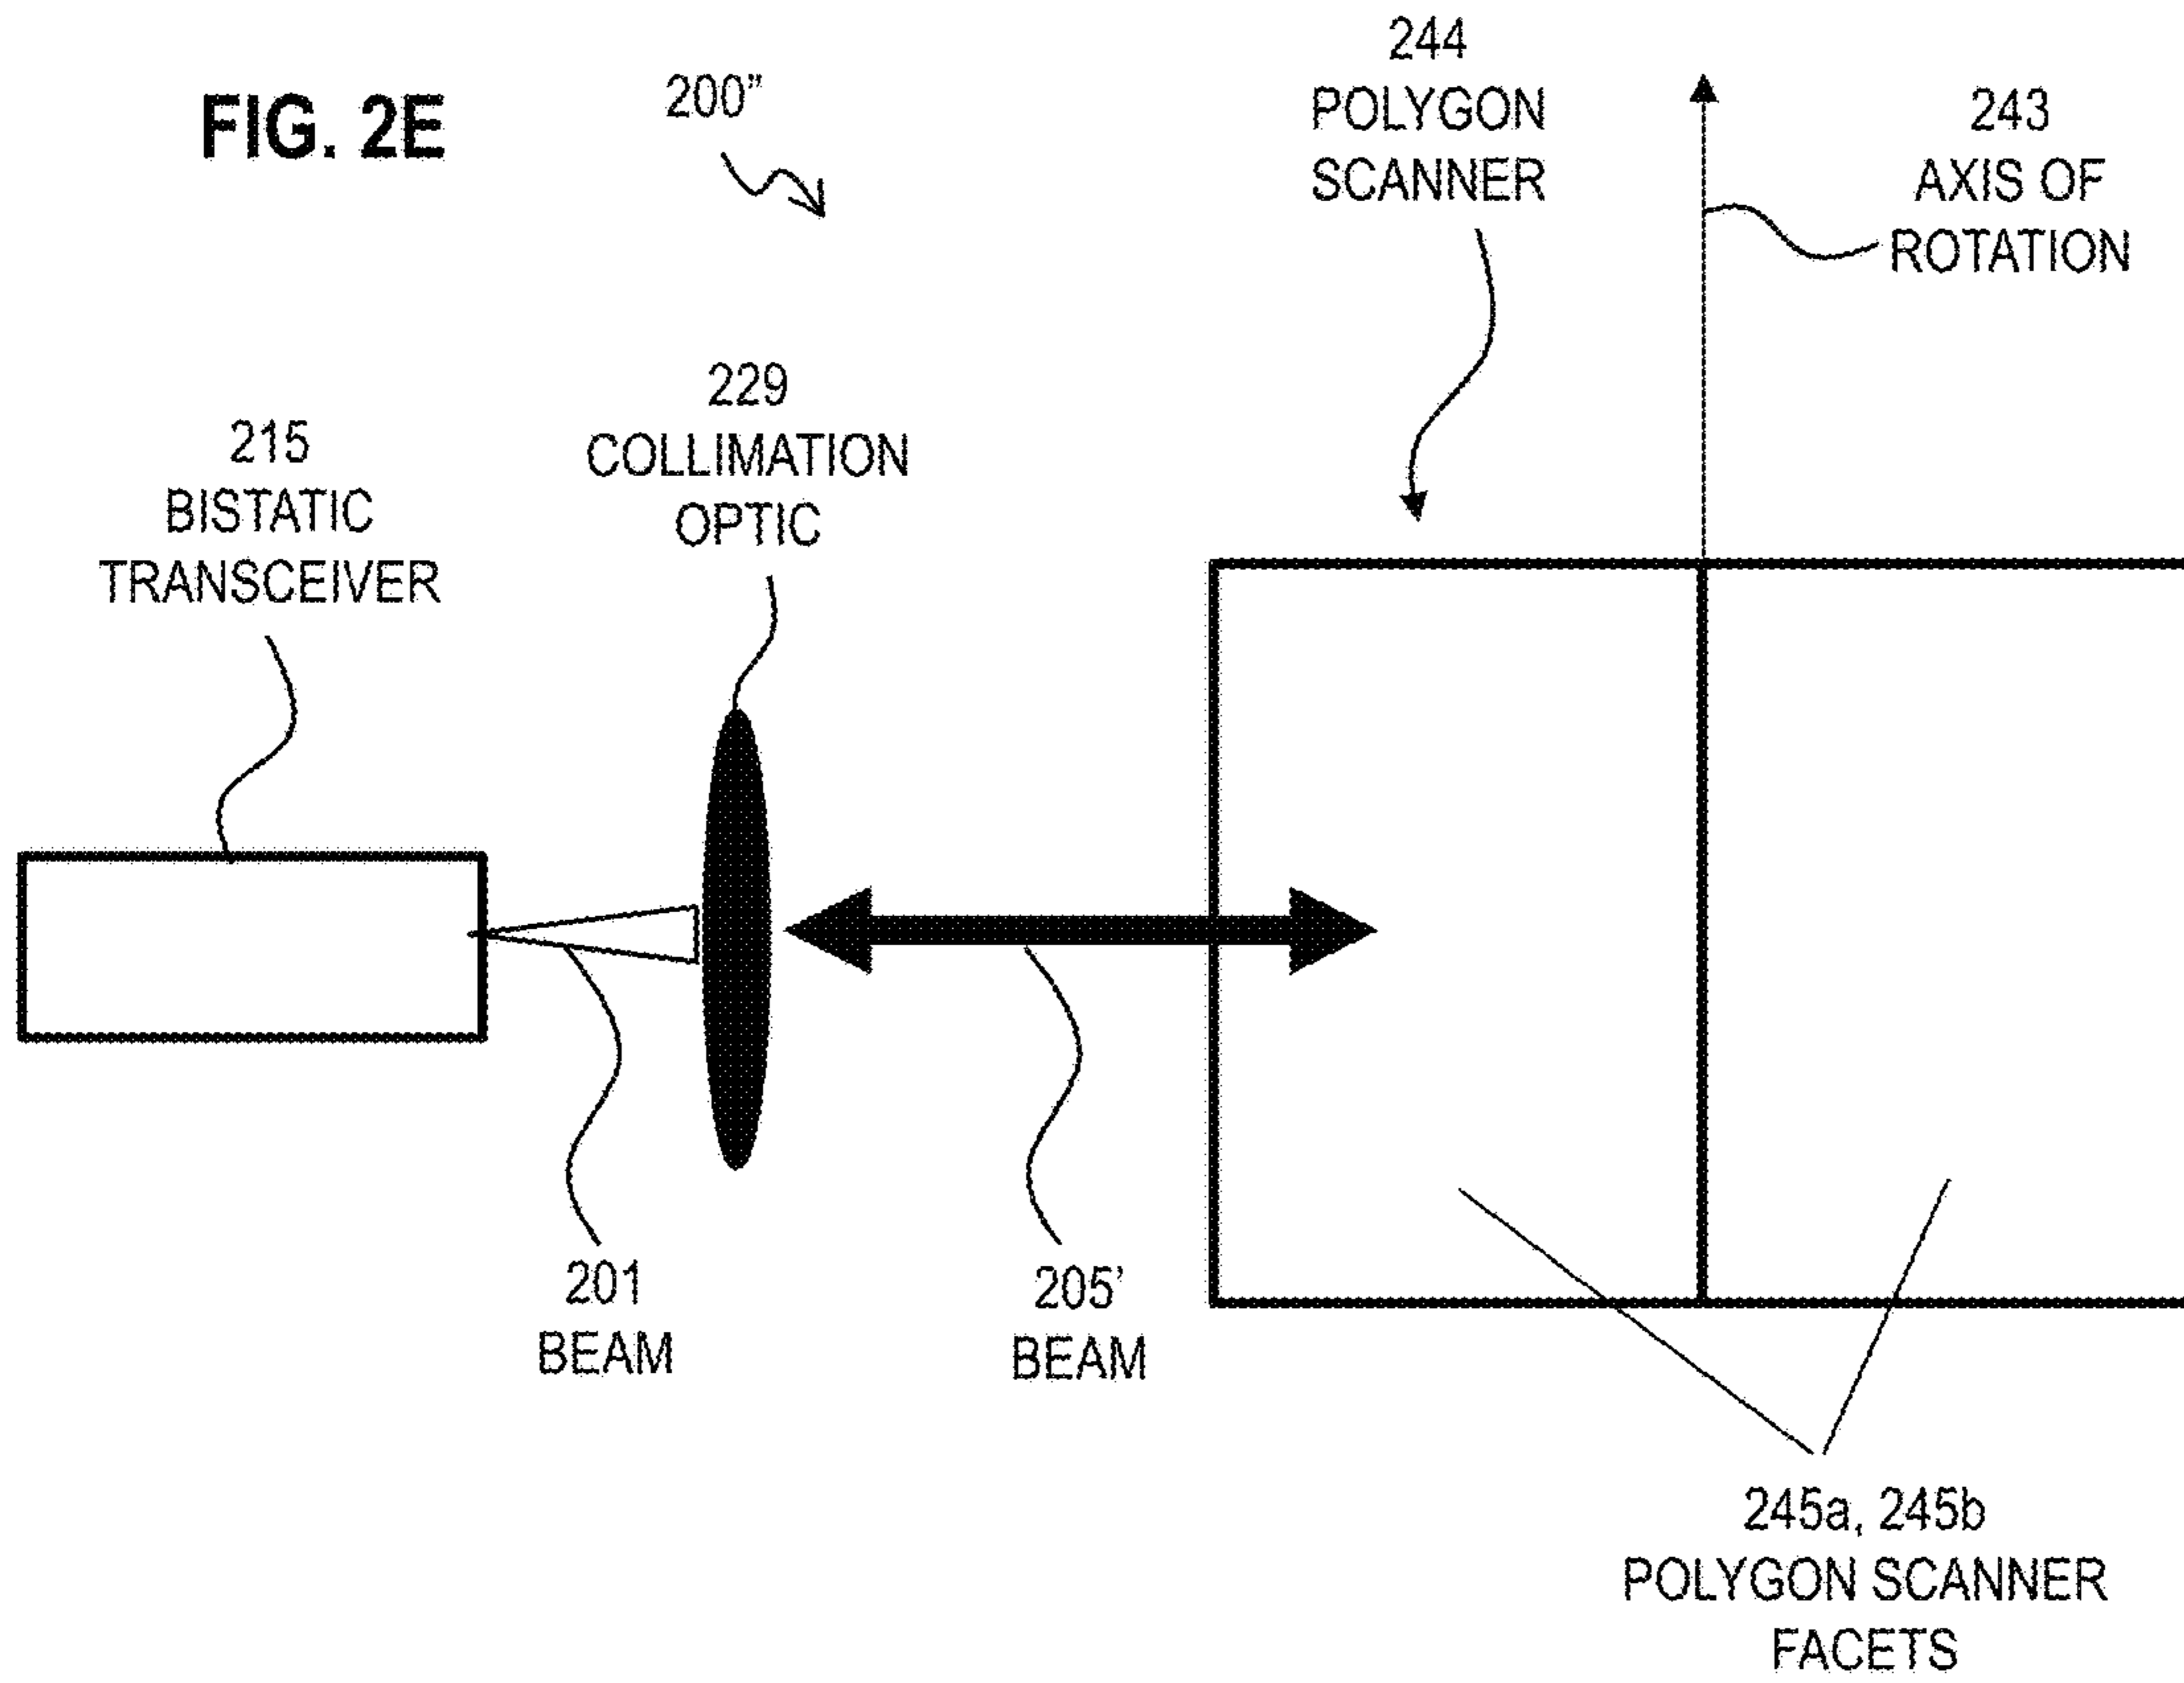 FIG. 2E
200”
244
POLYGON
SCANNER
243
AXIS OF
ROTATION
229
COLLIMATION
OPTIC
215
BISTATIC
TRANSCEIVER
201
BEAM
205’
BEAM
245a, 245b
POLYGON SCANNER
FACETS